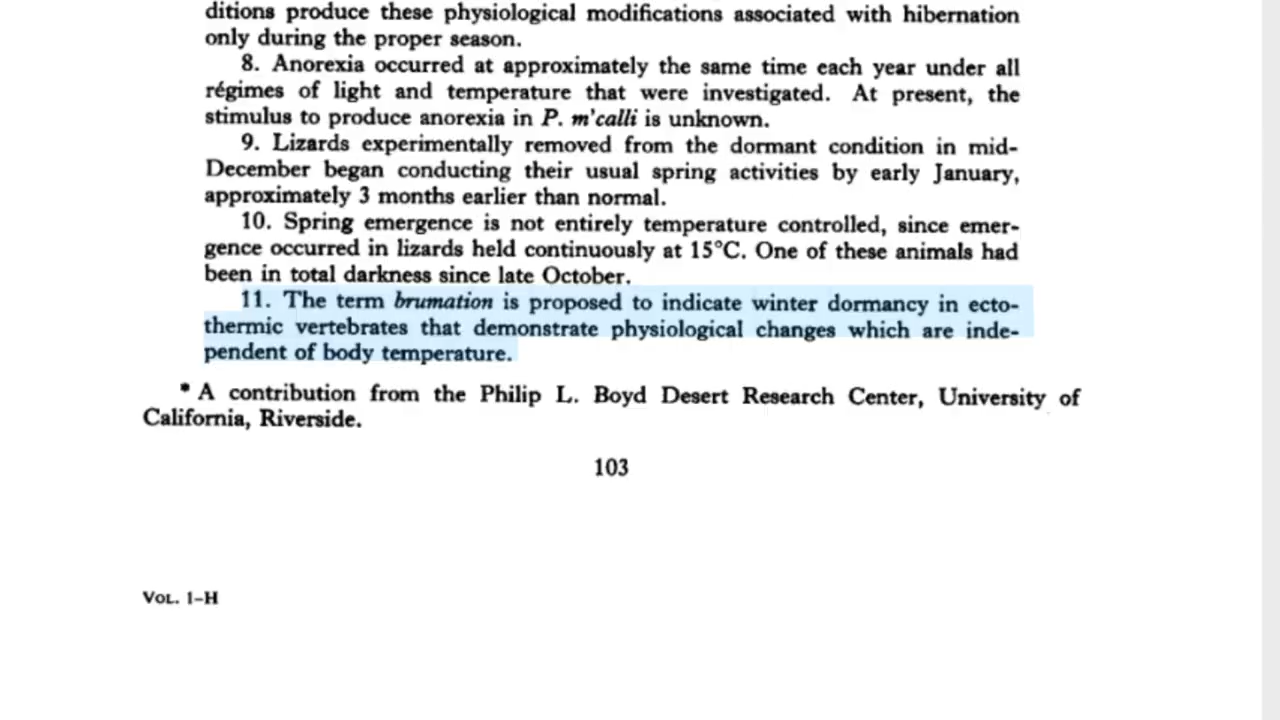 ditions produce these physiological modifications associated with hibernation
only during the proper season.
8. Anorexia occurred at approximately the same time each year under all
régimes of light and temperature that were investigated. At present, the
stimulus to produce anorexia in P. m'calli is unknown.
9. Lizards experimentally removed from the dormant condition in mid-
December began conducting their usual spring activities by early January,
approximately 3 months earlier than normal.
10. Spring emergence is not entirely temperature controlled, since emer-
gence occurred in lizards held continuously at 15°C. One of these animals had
been in total darkness since late October.
11. The term brumation is proposed to indicate winter dormancy in ecto-
thermic vertebrates that demonstrate physiological changes which are inde-
pendent of body temperature.
* A contribution from the Philip L. Boyd Desert Research Center, University of
California, Riverside.
103
VOL. 1-H